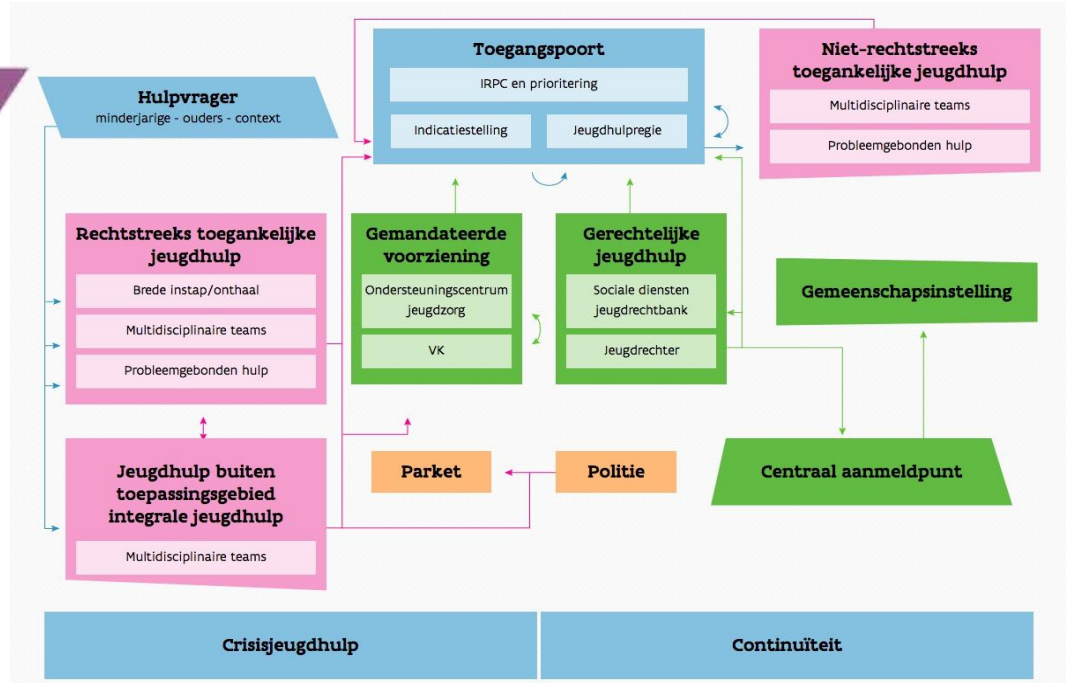 Toegangspoort
IRPC en prioritering
Indicatiestelling
Jeugdhulpregie
Niet-rechtstreeks
toegankelijke jeugdhulp
Multidisciplinaire teams
Probleemgebonden hulp
Hulpvrager
minderjarige - ouders - context
Rechtstreeks toegankelijke
jeugdhulp
Brede instap/onthaal
Multidisciplinaire teams
Probleemgebonden hulp
Gemandateerde
voorziening
Ondersteuningscentrum
jeugdzorg
VK
Gerechtelijke
jeugdhulp
Sociale diensten
jeugdrechtbank
Jeugdrechter
Gemeenschapsinstelling
Jeugdhulp buiten
toepassingsgebied
integrale jeugdhulp
Multidisciplinaire teams
Parket
Politie
Centraal aanmeldpunt
Crisisjeugdhulp
Continuïteit